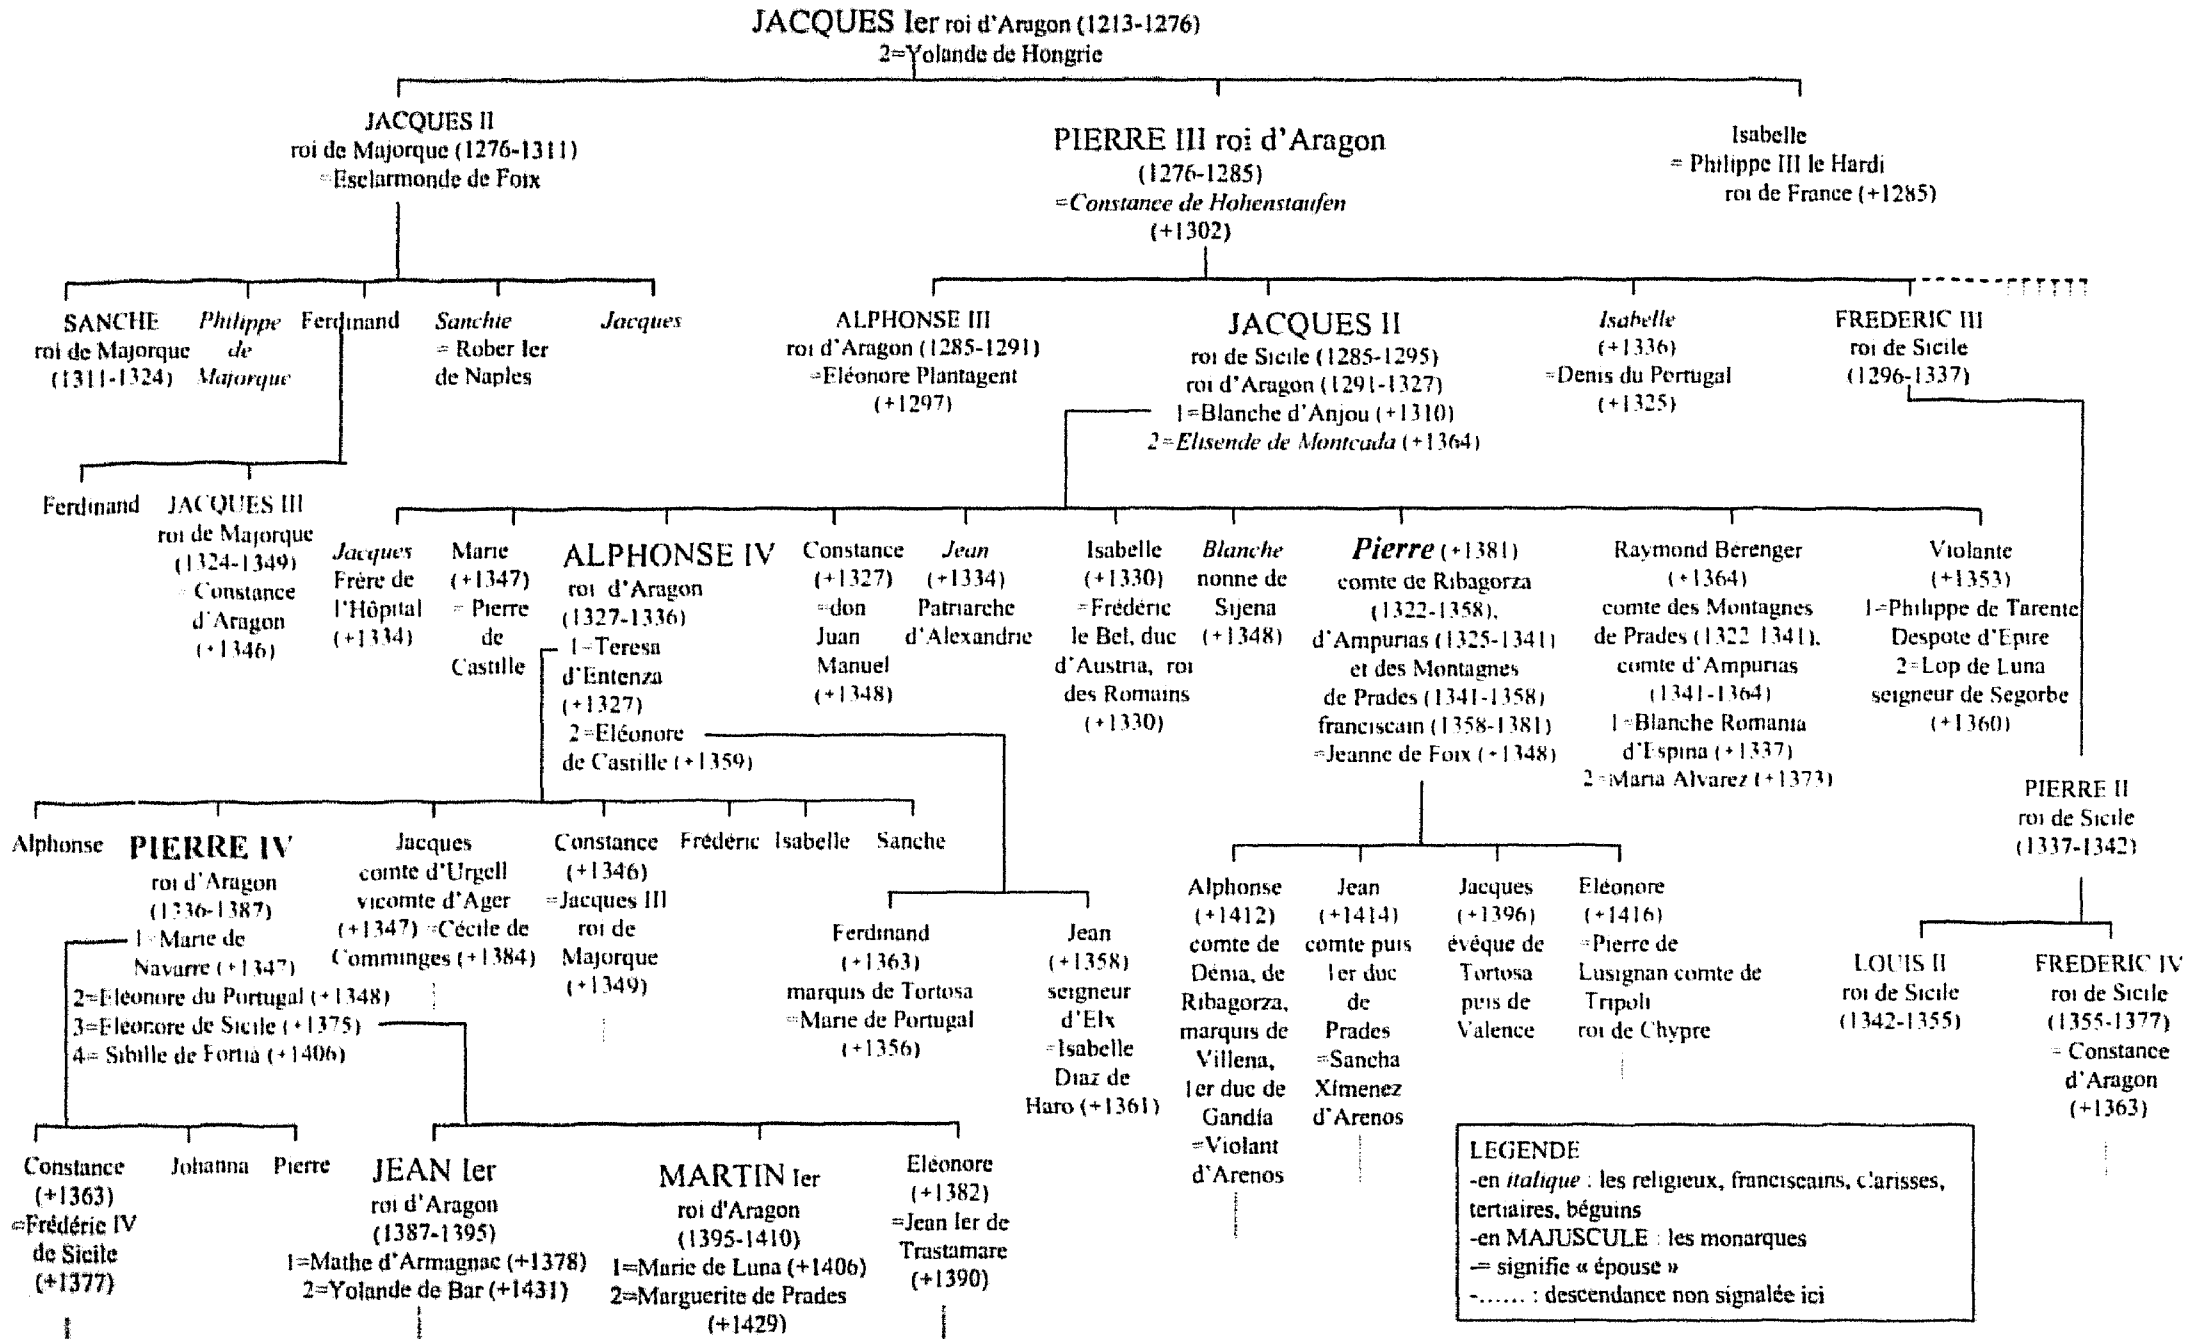 JACQUES Ier roi d'Aragon (1213-1276)
2=Yolande de Hongrie
JACQUES II
roi de Majorque (1276-1311)
=Esclarmonde de Foix
PIERRE III roi d'Aragon
(1276-1285)
=Constance de Hohenstaufen
(+1302)
Isabelle
= Philippe III le Hardi
roi de France (+1285)
SANCHE
roi de Majorque
(1311-1324)
Philippe
de
Majorque
Ferdinand
Sanchie
= Rober Ier
de Naples
Jacques
ALPHONSE III
roi d'Aragon (1285-1291)
=Eléonore Plantagent
(+1297)
JACQUES II
roi de Sicile (1285-1295)
roi d'Aragon (1291-1327)
1=Blanche d'Anjou (+1310)
2=Elisende de Montcada (+1364)
Isabelle
(+1336)
=Denis du Portugal
(+1325)
FREDERIC III
roi de Sicile
(1296-1337)
Ferdinand
JACQUES III
roi de Majorque
(1324-1349)
= Constance
d'Aragon
(+1346)
Jacques
Frère de
l'Hôpital
(+1334)
Marie
(+1347)
= Pierre
de
Castille
ALPHONSE IV
roi d'Aragon
(1327-1336)
1=Teresa
d'Entenza
(+1327)
2=Eléonore
de Castille (+1359)
Constance
(+1327)
=don
Juan
Manuel
(+1348)
Jean
(+1334)
Patriarche
d'Alexandrie
Isabelle
(+1330)
=Frédéric
le Bel, duc
d'Austria, roi
des Romains
(+1330)
Blanche
nonne de
Sijena
(+1348)
Pierre (+1381)
comte de Ribagorza
(1322-1358),
d'Ampurias (1325-1341)
et des Montagnes
de Prades (1341-1358)
franciscain (1358-1381)
=Jeanne de Foix (+1348)
Raymond Bérenger
(+1364)
comte des Montagnes
de Prades (1322-1341),
comte d'Ampurias
(1341-1364)
1=Blanche Romania
d'Espina (+1337)
2=Maria Alvarez (+1373)
Violante
(+1353)
1=Philippe de Tarente
Despote d'Epire
2=Lop de Luna
seigneur de Segorbe
(+1360)
PIERRE II
roi de Sicile
(1337-1342)
Alphonse
PIERRE IV
roi d'Aragon
(1336-1387)
1=Marie de
Navarre (+1347)
2=Eléonore du Portugal (+1348)
3=Eléonore de Sicile (+1375)
4= Sibille de Fortia (+1406)
Jacques
comte d'Urgell
vicomte d'Ager
(+1347) =Cécile de
Comminges (+1384)
Constance
(+1346)
=Jacques III
roi de
Majorque
(+1349)
Frédéric
Isabelle
Sanche
Ferdinand
(+1363)
marquis de Tortosa
=Marie de Portugal
(+1356)
Jean
(+1358)
seigneur
d'Elx
=Isabelle
Diaz de
Haro (+1361)
Alphonse
(+1412)
comte de
Dénia, de
Ribagorza,
marquis de
Villena,
1er duc de
Gandía
=Violant
d'Arenos
Jean
(+1414)
comte puis
1er duc
de
Prades
=Sancha
Xímenez
d'Arenos
Jacques
(+1396)
évêque de
Tortosa
puis de
Valence
Eléonore
(+1416)
=Pierre de
Lusignan comte de
Tripoli
roi de Chypre
LOUIS II
roi de Sicile
(1342-1355)
FREDERIC IV
roi de Sicile
(1355-1377)
= Constance
d'Aragon
(+1363)
Constance
(+1363)
=Frédéric IV
de Sicile
(+1377)
Johanna
Pierre
JEAN Ier
roi d'Aragon
(1387-1395)
1=Mathe d'Armagnac (+1378)
2=Yolande de Bar (+1431)
MARTIN Ier
roi d'Aragon
(1395-1410)
1=Marie de Luna (+1406)
2=Marguerite de Prades
(+1429)
Eléonore
(+1382)
=Jean Ier de
Trastamare
(+1390)
LEGENDE
-en italique : les religieux, franciscains, clarisses,
tertiaires, béguins
-en MAJUSCULE : les monarques
-= signifie « épouse »
-...... : descendance non signalée ici